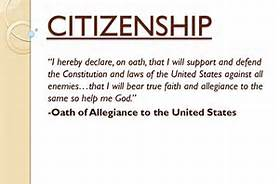 CITIZENSHIP
“I hereby declare, on oath, that I will support and defend
the Constitution and laws of the United States against all
enemies…that I will bear true faith and allegiance to the
same so help me God.”
-Oath of Allegiance to the United States